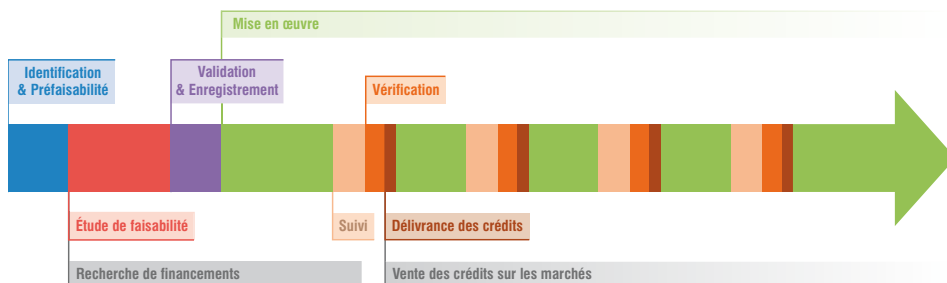 Mise en œuvre
Identification
& Préfaisabilité
Validation
& Enregistrement
Vérification
Étude de faisabilité
Suivi
Délivrance des crédits
Recherche de financements
Vente des crédits sur les marchés